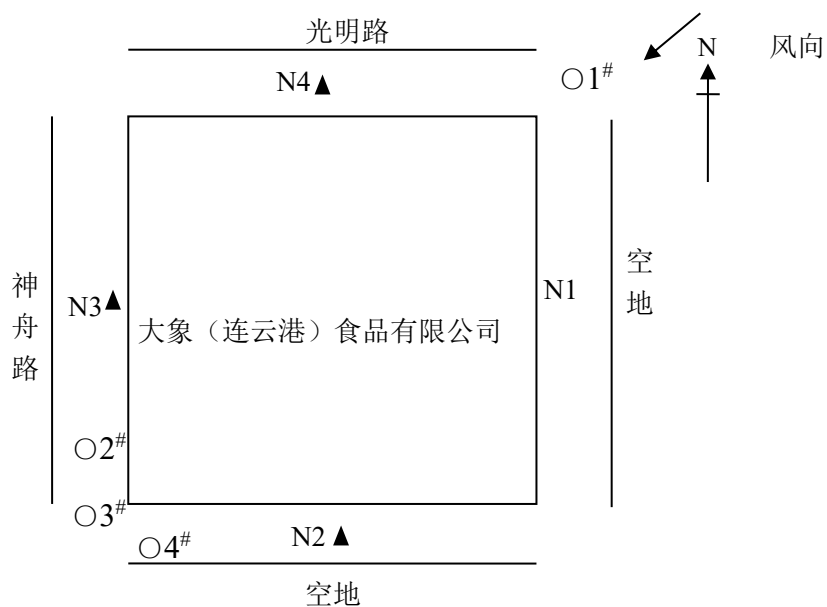 光明路
N
风向
○1#
N4▲
神舟路
空地
N1
N3▲
大象（连云港）食品有限公司
○2#
○3#
○4#
N2▲
空地